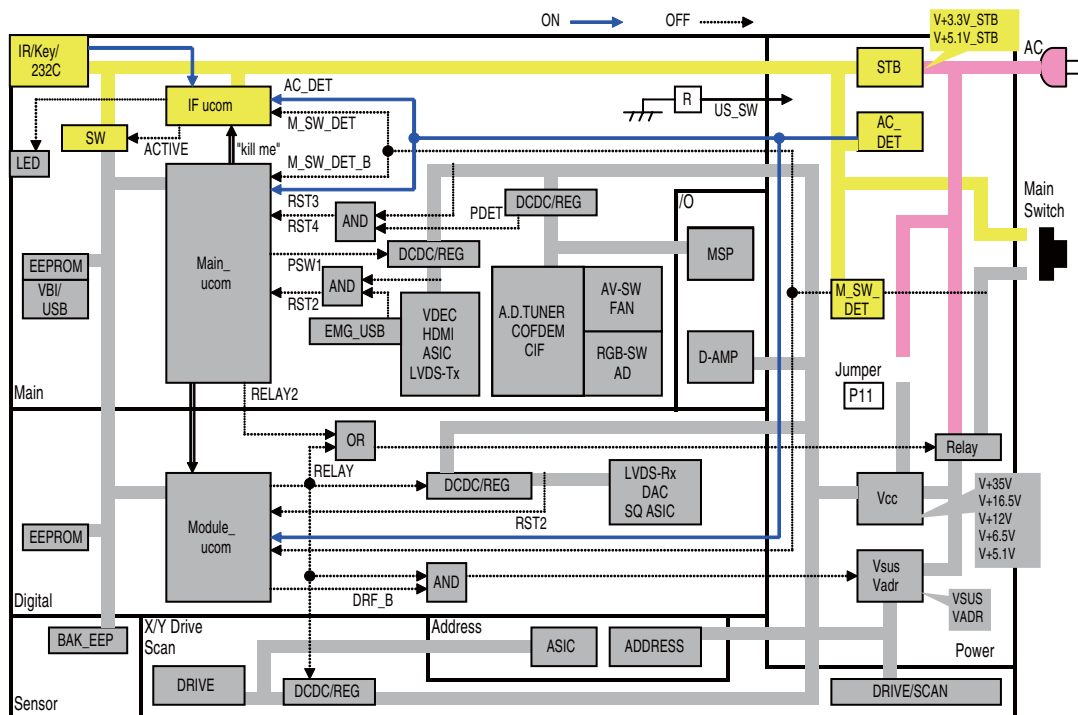 ON
OFF
IR/Key/
232C
IF ucom
AC_DET
M_SW_DET
R
US_SW
V+3.3V_STB
V+5.1V_STB
AC
STB
AC_
DET
SW
ACTIVE
"kill me"
LED
M_SW_DET_B
RST3
RST4
AND
PDET
DCDC/REG
I/O
Main
Switch
Main_
ucom
EEPROM
VBI/
USB
PSW1
DCDC/REG
RST2
AND
EMG_USB
VDEC
HDMI
ASIC
LVDS-Tx
A.D.TUNER
COFDEM
CIF
AV-SW
FAN
RGB-SW
AD
MSP
D-AMP
M_SW_
DET
Jumper
P11
Main
RELAY2
OR
RELAY
Relay
Module_
ucom
EEPROM
DCDC/REG
RST2
LVDS-Rx
DAC
SQ ASIC
Vcc
V+35V
V+16.5V
V+12V
V+6.5V
V+5.1V
AND
DRF_B
Vsus
Vadr
VSUS
VADR
Digital
BAK_EEP
Sensor
X/Y Drive
Scan
DRIVE
DCDC/REG
Address
ASIC
ADDRESS
Power
DRIVE/SCAN